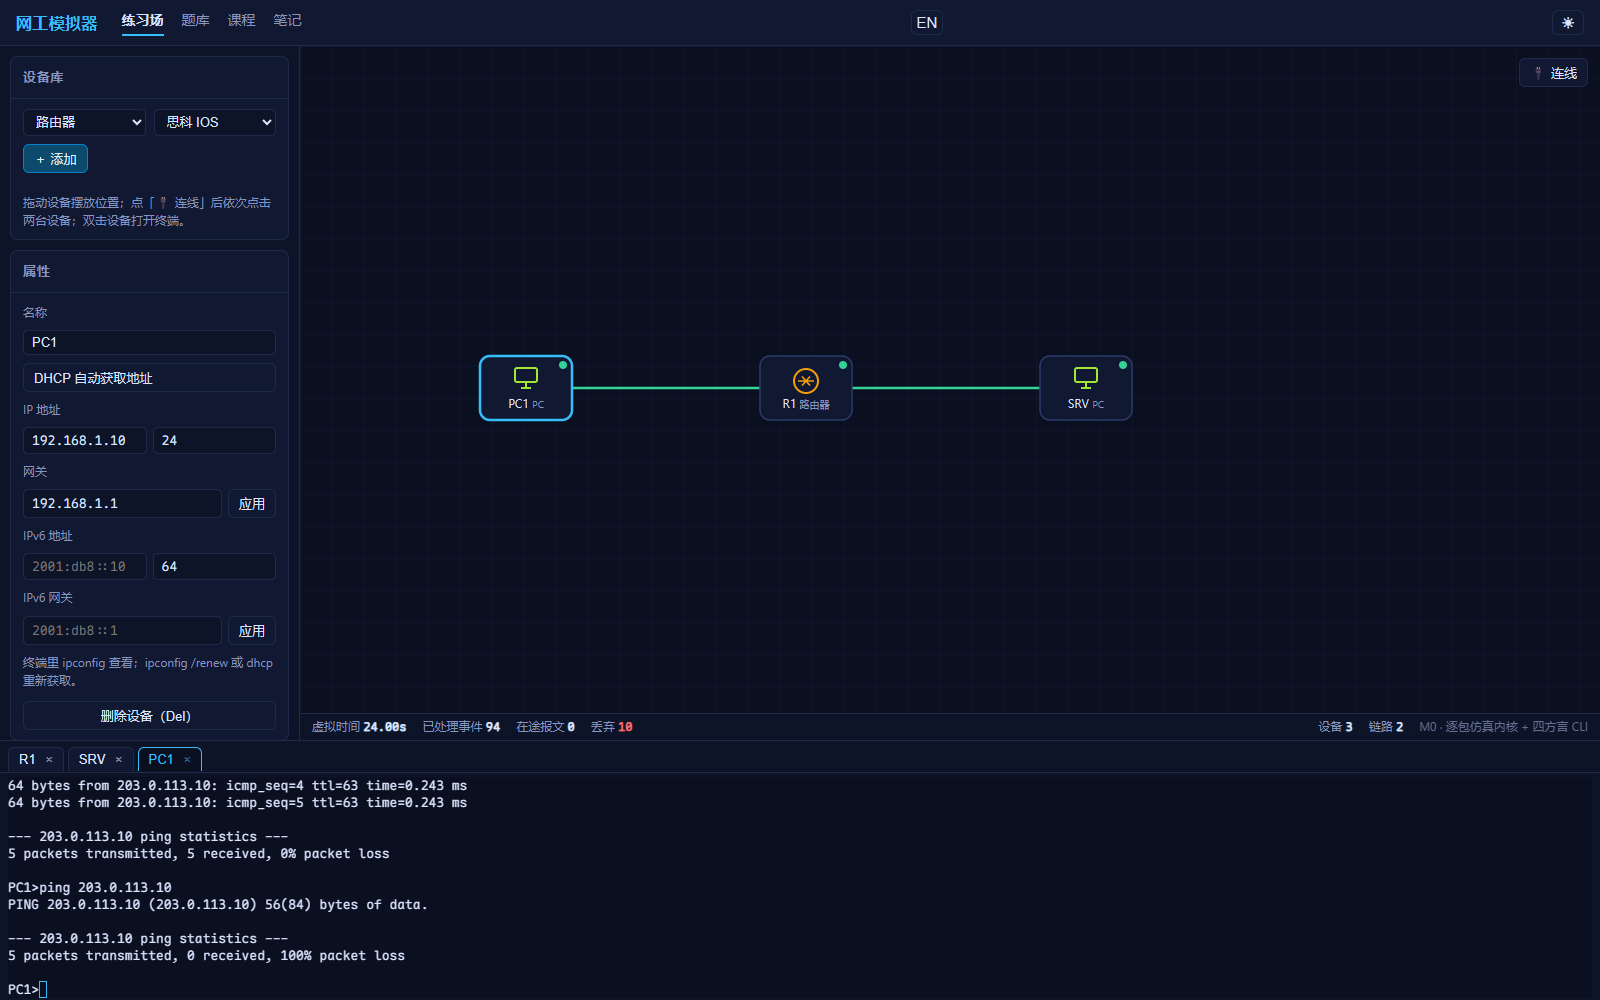 网工模拟器 练习场 题库 课程 笔记 EN
设备库
路由器 思科 IOS
+ 添加
拖动设备摆放位置；点「 连线」后依次点击
两台设备；双击设备打开终端。
属性
名称
PC1
DHCP 自动获取地址
IP 地址
192.168.1.10 24
网关
192.168.1.1 应用
IPv6 地址
2001:db8::10 64
IPv6 网关
2001:db8::1 应用
终端里 ipconfig 查看；ipconfig /renew 或 dhcp
重新获取。
删除设备（Del）
连线
PC1 PC
R1 路由器
SRV PC
虚拟时间 24.00s 已处理事件 94 在途报文 0 丢弃 10 设备 3 链路 2 M0 · 逐包仿真内核 + 四方言 CLI
R1 × SRV × PC1 ×
64 bytes from 203.0.113.10: icmp_seq=4 ttl=63 time=0.243 ms
64 bytes from 203.0.113.10: icmp_seq=5 ttl=63 time=0.243 ms
--- 203.0.113.10 ping statistics ---
5 packets transmitted, 5 received, 0% packet loss
PC1>ping 203.0.113.10
PING 203.0.113.10 (203.0.113.10) 56(84) bytes of data.
--- 203.0.113.10 ping statistics ---
5 packets transmitted, 0 received, 100% packet loss
PC1>